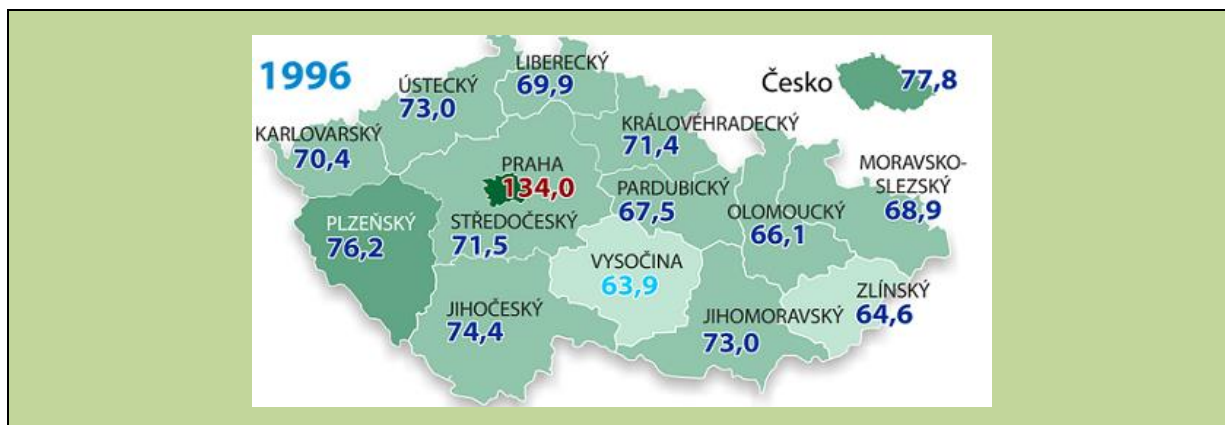 1996
LIBERECKÝ
69,9
Česko 77,8
ÚSTECKÝ
73,0
KARLOVARSKÝ
70,4
KRÁLOVÉHRADECKÝ
71,4
PRAHA
134,0
MORAVSKO-
SLEZSKÝ
68,9
PARDUBICKÝ
67,5
OLOMOUCKÝ
66,1
PLZEŇSKÝ
76,2
STŘEDOČESKÝ
71,5
VYSOČINA
63,9
ZLÍNSKÝ
64,6
JIHOČESKÝ
74,4
JIHOMORAVSKÝ
73,0